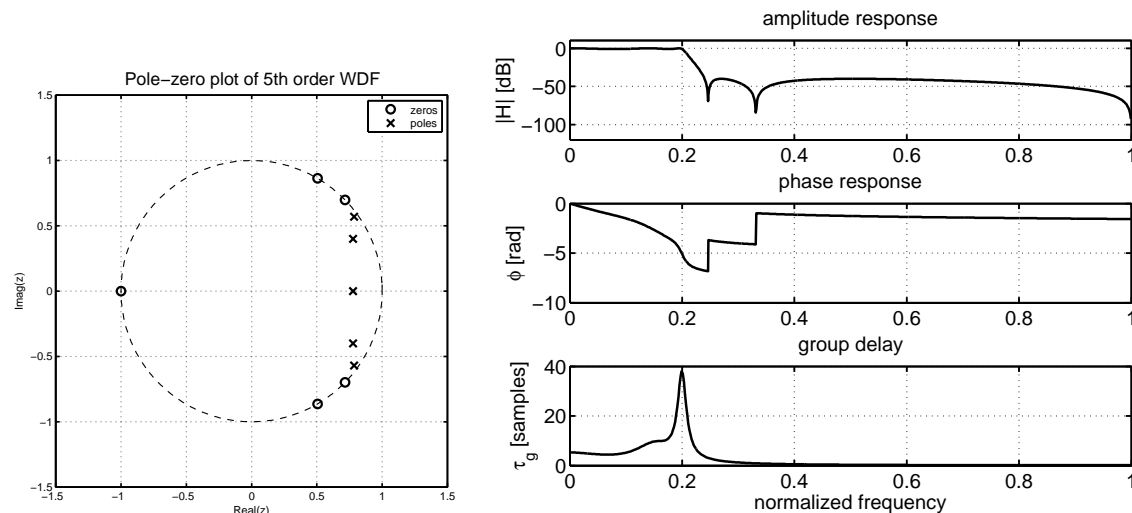 Pole−zero plot of 5th order WDF
1.5
1
0.5
0
−0.5
−1
−1.5
Imag(z)
zeros
poles
−1.5 −1 −0.5 0 0.5 1 1.5
Real(z)
amplitude response
0
−50
−100
|H| [dB]
0 0.2 0.4 0.6 0.8 1
phase response
0
−5
−10
ϕ [rad]
0 0.2 0.4 0.6 0.8 1
group delay
40
20
0
τg [samples]
0 0.2 0.4 0.6 0.8 1
normalized frequency